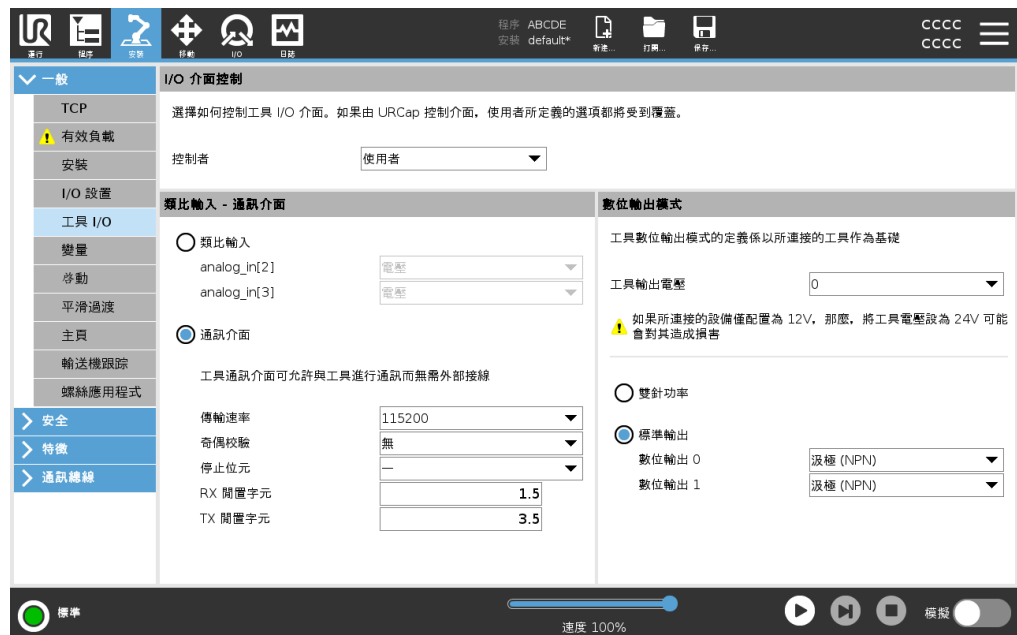 UR
運行
程序
安裝
移動
I/O
日誌
程序 ABCDE
安裝 default*
新建...
打開...
保存...
CCCC
CCCC
一般
TCP
有效負載
安裝
I/O 設置
工具 I/O
變量
啓動
平滑過渡
主頁
輸送機跟踪
螺絲應用程式
安全
特徵
通訊總線
I/O 介面控制
選擇如何控制工具 I/O 介面。如果由 URCap 控制介面，使用者所定義的選項都將受到覆蓋。
控制者
使用者
類比輸入 - 通訊介面
類比輸入
analog_in[2]
電壓
analog_in[3]
電壓
通訊介面
工具通訊介面可允許與工具進行通訊而無需外部接線
傳輸速率
115200
奇偶校驗
無
停止位元
一
RX 閒置字元
1.5
TX 閒置字元
3.5
數位輸出模式
工具數位輸出模式的定義係以所連接的工具作為基礎
工具輸出電壓
0
如果所連接的設備僅配置為 12V，那麼，將工具電壓設為 24V 可能
會對其造成損害
雙針功率
標準輸出
數位輸出 0
汲極 (NPN)
數位輸出 1
汲極 (NPN)
標準
速度 100%
模擬